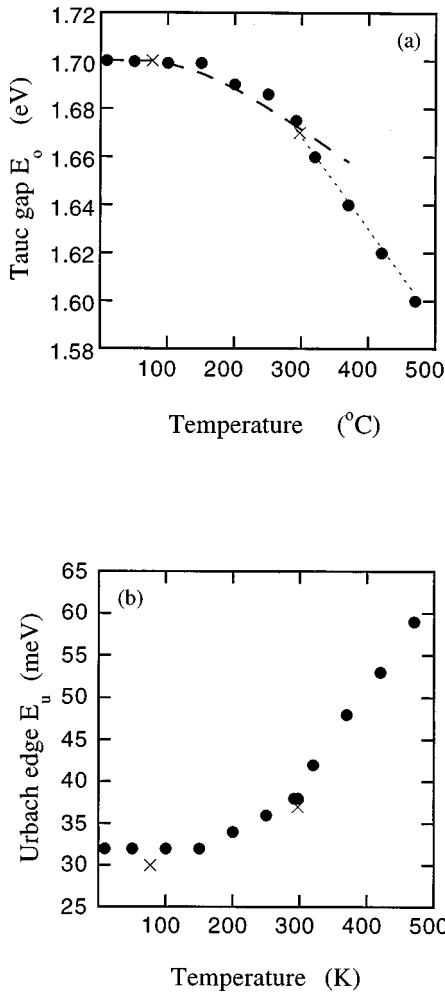 1.72
(a)
1.70
1.68
1.66
1.64
1.62
1.60
1.58
Tauc gap E_o (eV)
100 200 300 400 500
Temperature (°C)
65
(b)
60
55
50
45
40
35
30
25
Urbach edge E_u (meV)
100 200 300 400 500
Temperature (K)